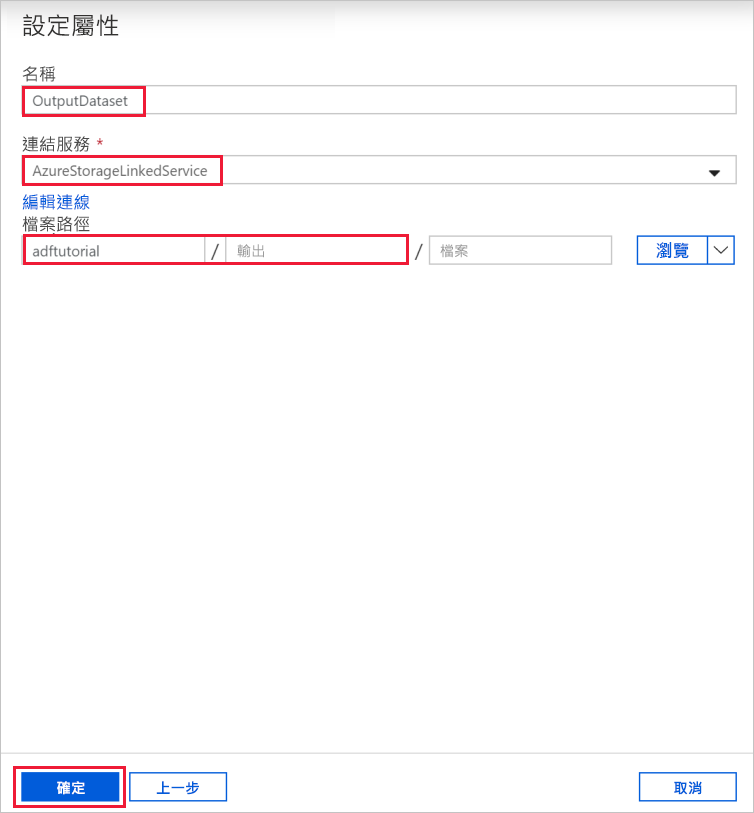 設定屬性
名稱
OutputDataset
連結服務 *
AzureStorageLinkedService
編輯連線
檔案路徑
adftutorial / 輸出 / 檔案 瀏覽
確定 上一步 取消